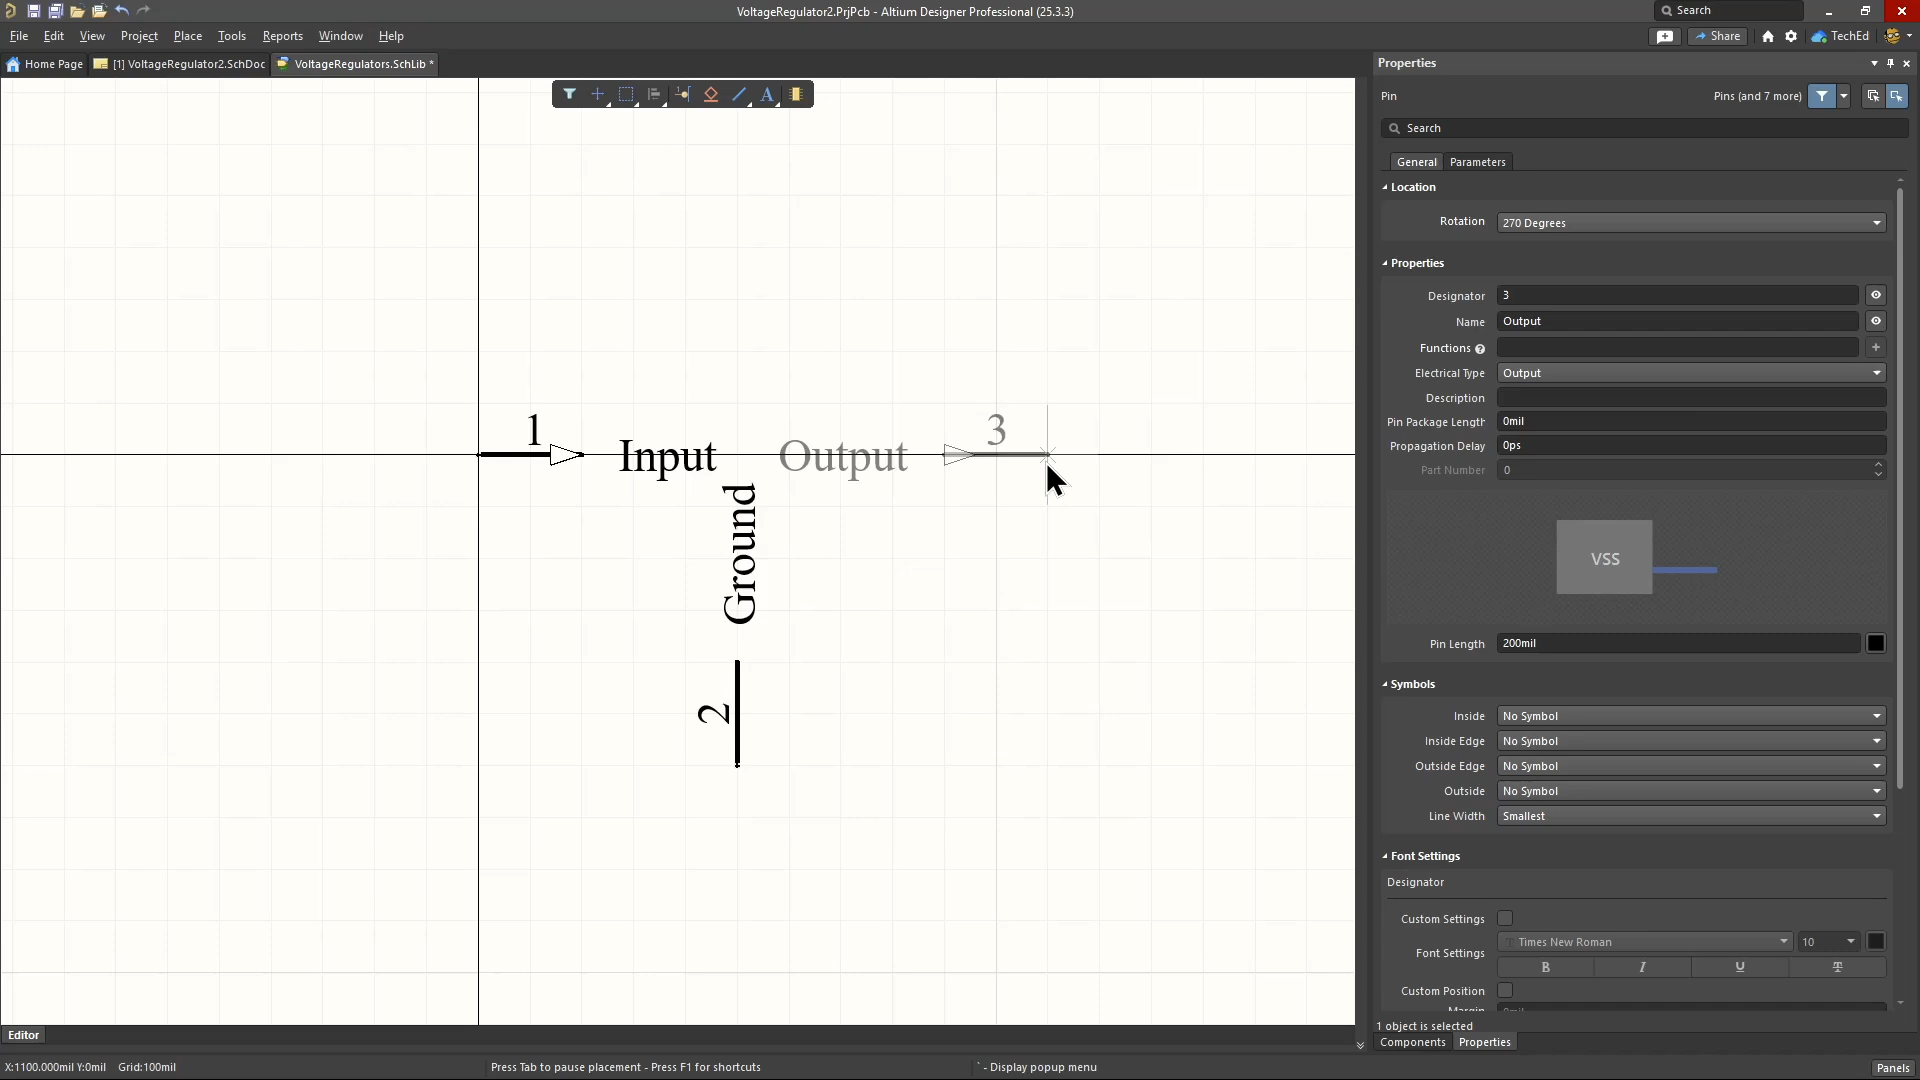 VoltageRegulator2.PrjPcb - Altium Designer Professional (25.3.3)
Search
File Edit View Project Place Tools Reports Window Help
Share
TechEd
Home Page
[1] VoltageRegulator2.SchDoc
VoltageRegulators.SchLib *
Properties
Pin
Pins (and 7 more)
Search
General
Parameters
Location
Rotation
270 Degrees
Properties
Designator
3
Name
Output
Functions
Electrical Type
Output
Description
Pin Package Length
0mil
Propagation Delay
0ps
Part Number
0
VSS
Pin Length
200mil
Symbols
Inside
No Symbol
Inside Edge
No Symbol
Outside Edge
No Symbol
Outside
No Symbol
Line Width
Smallest
Font Settings
Designator
Custom Settings
Font Settings
Times New Roman
10
B I U T
Custom Position
1 object is selected
Components
Properties
1
Input
Output
3
Ground
2
Editor
X:1100.000mil Y:0mil Grid:100mil
Press Tab to pause placement - Press F1 for shortcuts
` - Display popup menu
Panels